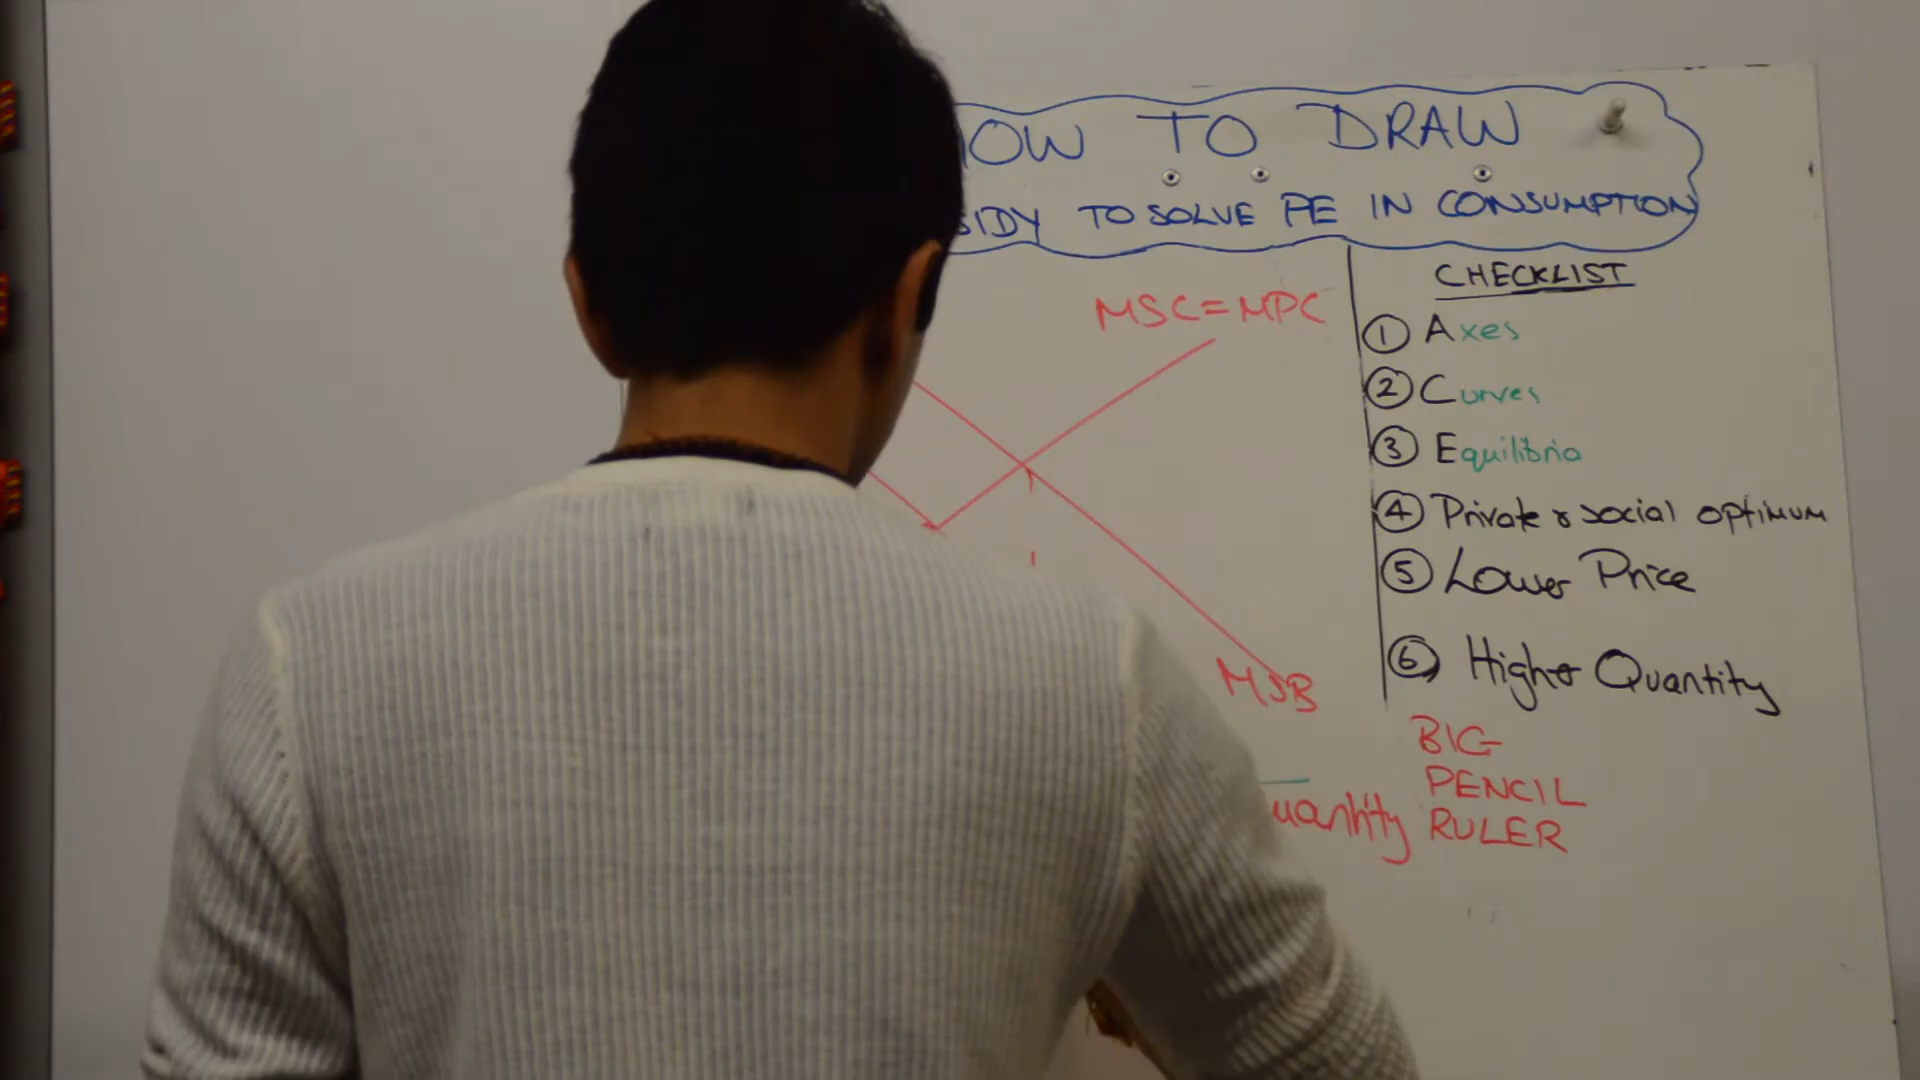 OW TO DRAW
SIDY TO SOLVE PE IN CONSUMPTION
CHECKLIST
MSC=MPC
① Axes
② Curves
③ Equilibria
④ Private & social optimum
⑤ Lower Price
⑥ Higher Quantity
MSB
BIG
PENCIL
uantity RULER